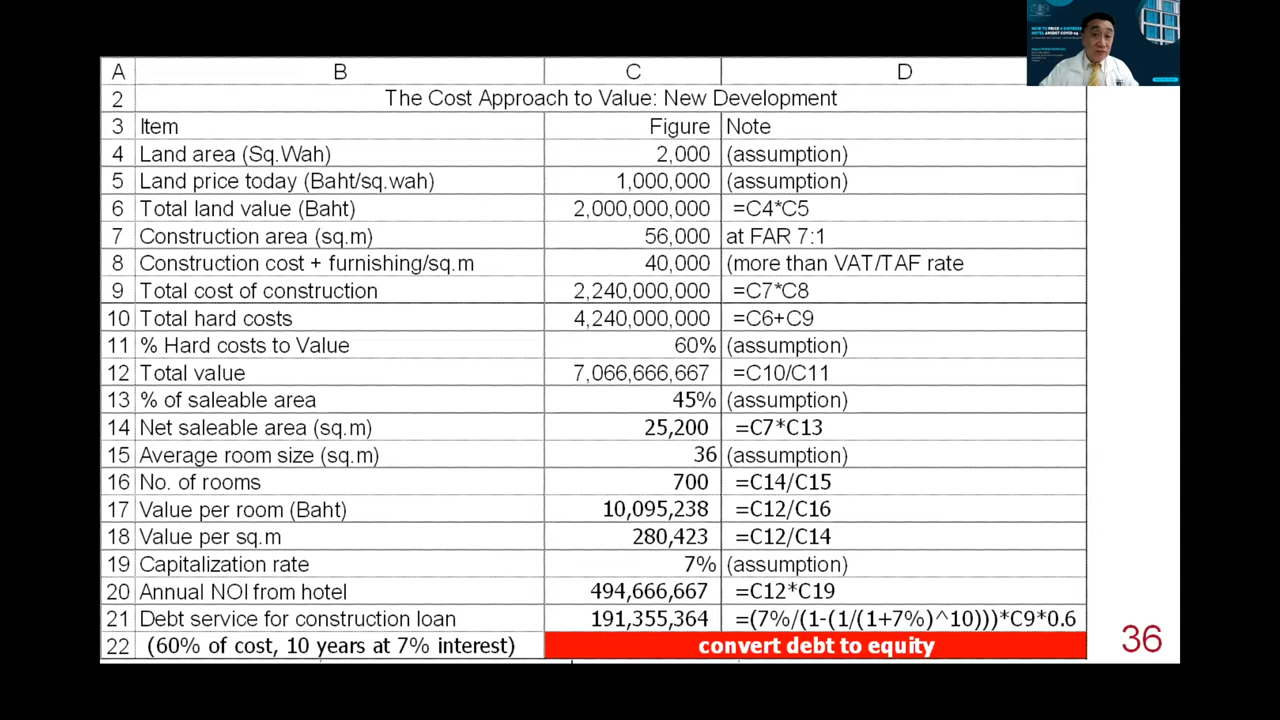 HOW TO PRICE A DISTRESSED
HOTEL AMIDST COVID-19
A B C D
2 The Cost Approach to Value: New Development
3 Item Figure Note
4 Land area (Sq.Wah) 2,000 (assumption)
5 Land price today (Baht/sq.wah) 1,000,000 (assumption)
6 Total land value (Baht) 2,000,000,000 =C4*C5
7 Construction area (sq.m) 56,000 at FAR 7:1
8 Construction cost + furnishing/sq.m 40,000 (more than VAT/TAF rate
9 Total cost of construction 2,240,000,000 =C7*C8
10 Total hard costs 4,240,000,000 =C6+C9
11 % Hard costs to Value 60% (assumption)
12 Total value 7,066,666,667 =C10/C11
13 % of saleable area 45% (assumption)
14 Net saleable area (sq.m) 25,200 =C7*C13
15 Average room size (sq.m) 36 (assumption)
16 No. of rooms 700 =C14/C15
17 Value per room (Baht) 10,095,238 =C12/C16
18 Value per sq.m 280,423 =C12/C14
19 Capitalization rate 7% (assumption)
20 Annual NOI from hotel 494,666,667 =C12*C19
21 Debt service for construction loan 191,355,364 =(7%/(1-(1/(1+7%)^10)))*C9*0.6
22 (60% of cost, 10 years at 7% interest) convert debt to equity
36